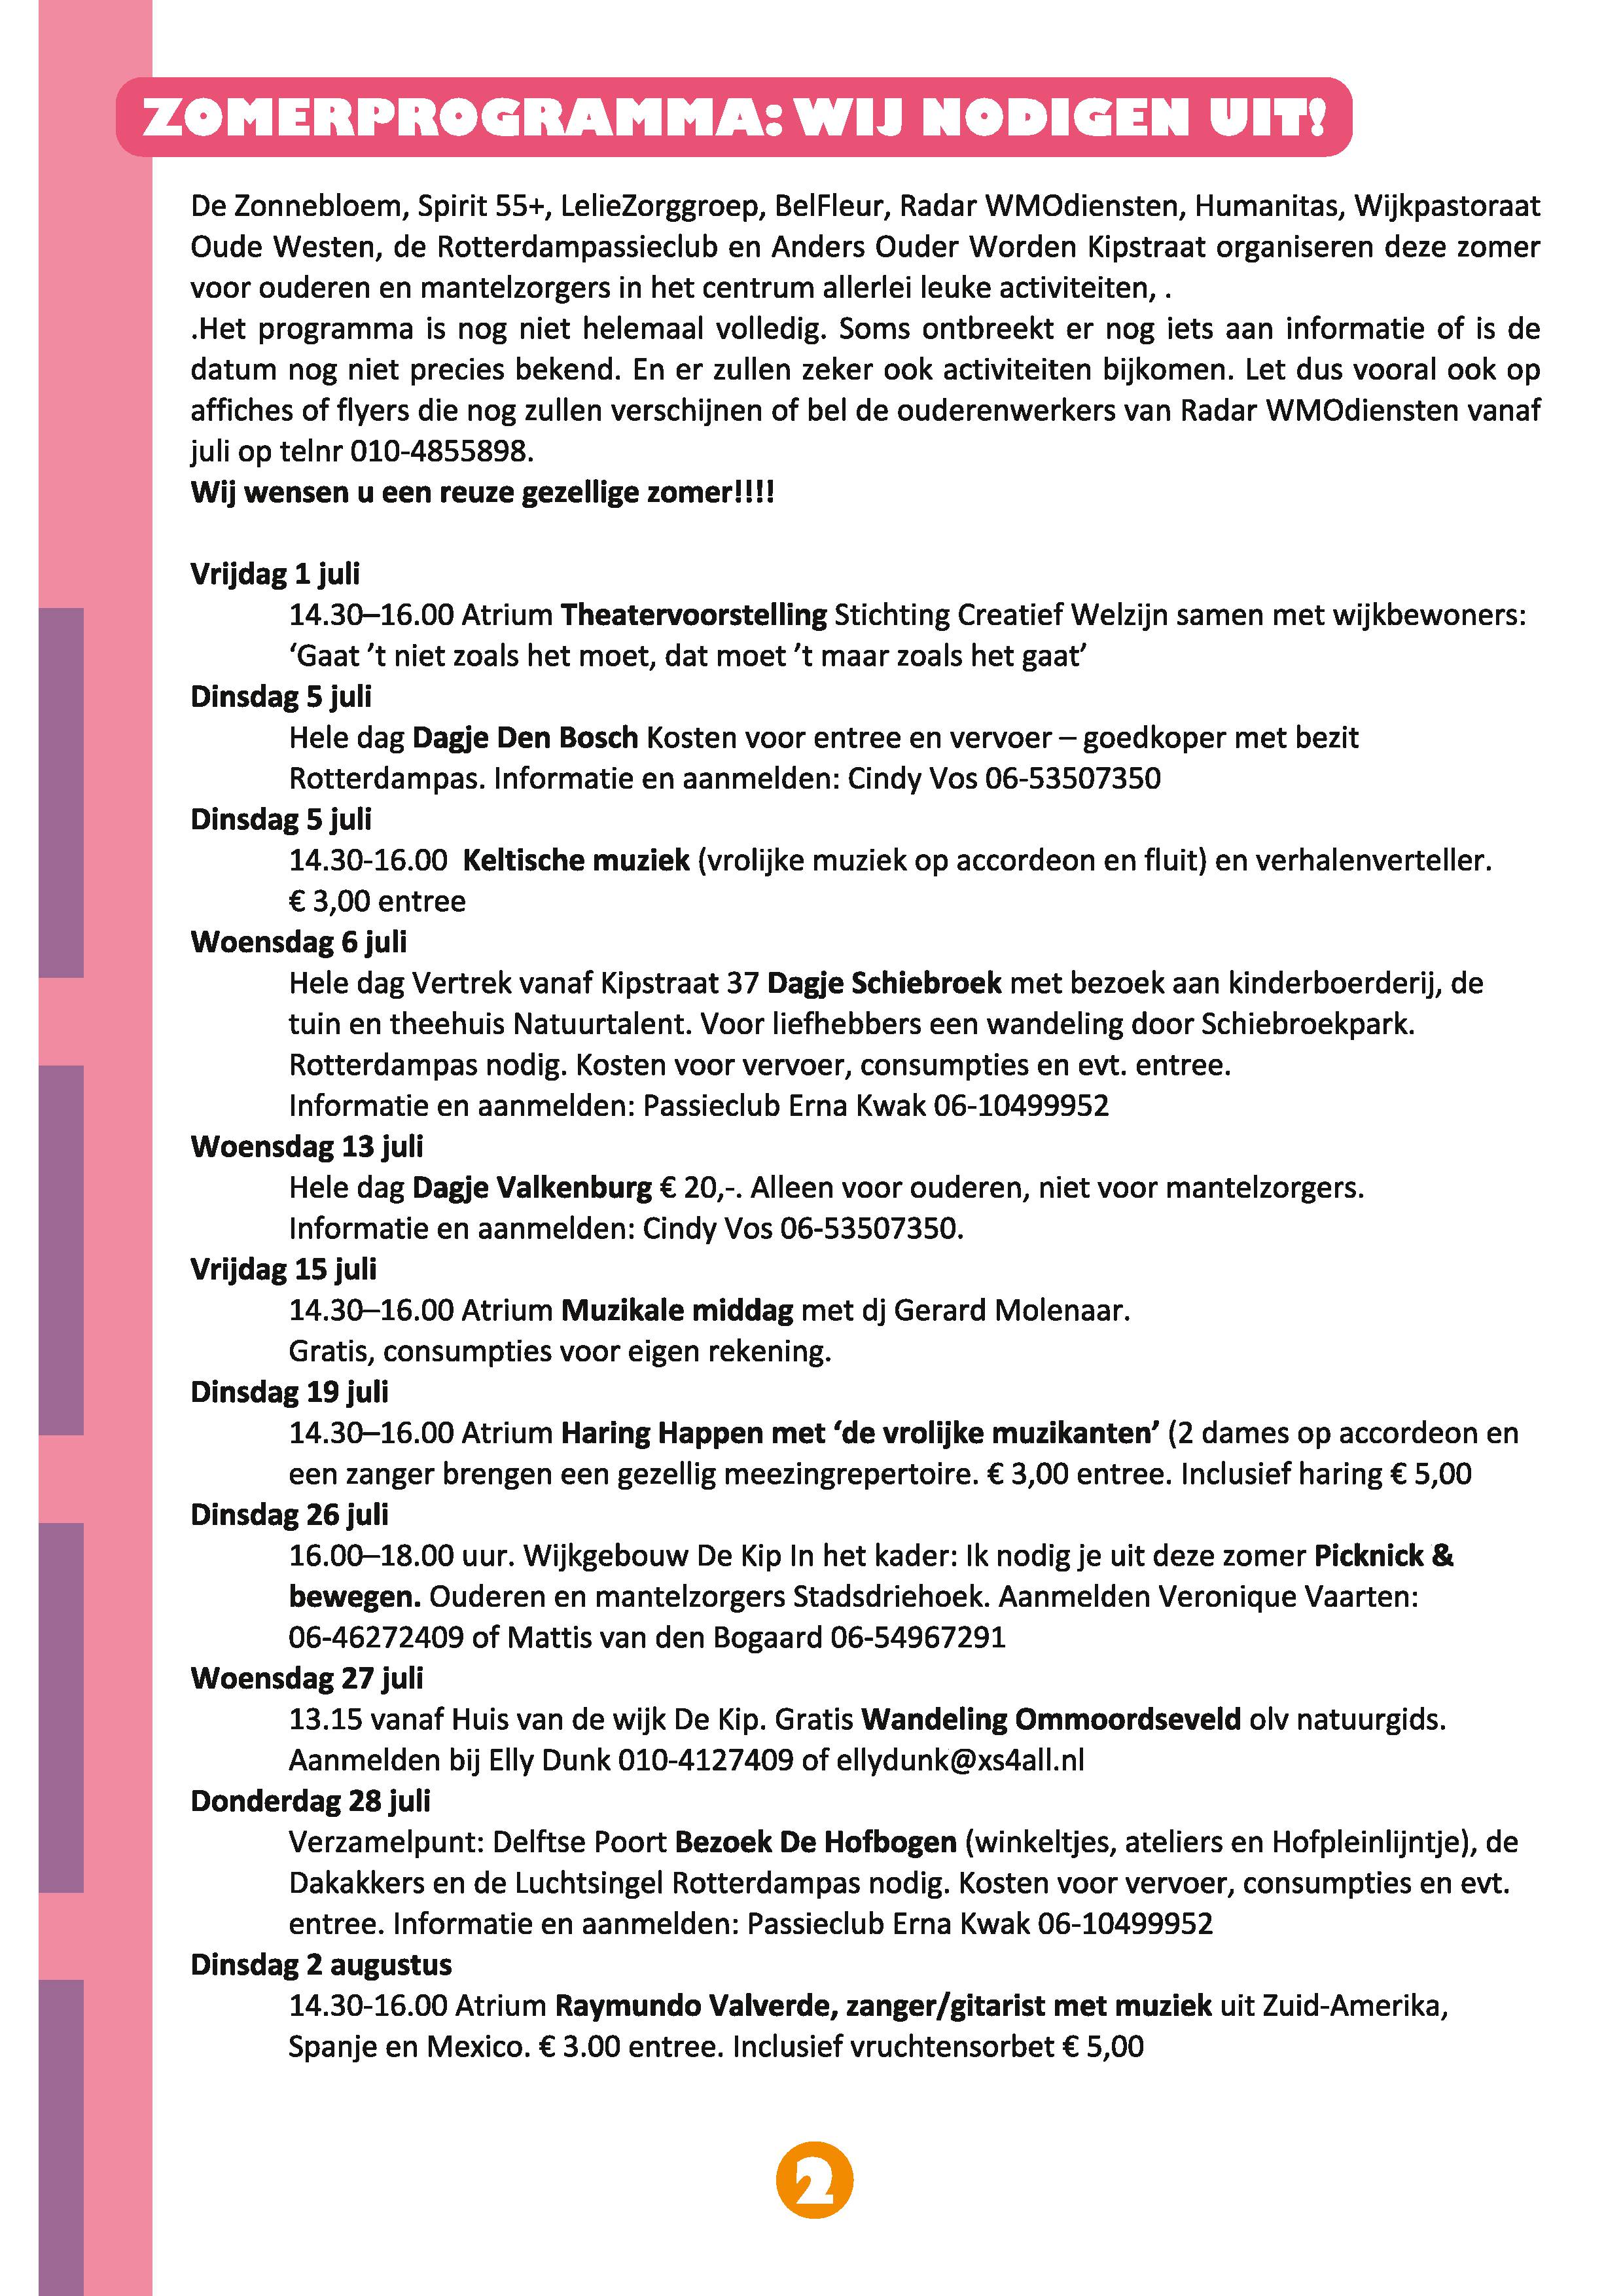 ZOMERPROGRAMMA: WIJ NODIGEN UIT!
De Zonnebloem, Spirit 55+, LelieZorggroep, BelFleur, Radar WMOdiensten, Humanitas, Wijkpastoraat
Oude Westen, de Rotterdampassieclub en Anders Ouder Worden Kipstraat organiseren deze zomer
voor ouderen en mantelzorgers in het centrum allerlei leuke activiteiten, .
.Het programma is nog niet helemaal volledig. Soms ontbreekt er nog iets aan informatie of is de
datum nog niet precies bekend. En er zullen zeker ook activiteiten bijkomen. Let dus vooral ook op
affiches of flyers die nog zullen verschijnen of bel de ouderenwerkers van Radar WMOdiensten vanaf
juli op telnr 010-4855898.
Wij wensen u een reuze gezellige zomer!!!!
Vrijdag 1 juli
14.30–16.00 Atrium Theatervoorstelling Stichting Creatief Welzijn samen met wijkbewoners:
‘Gaat ’t niet zoals het moet, dat moet ’t maar zoals het gaat’
Dinsdag 5 juli
Hele dag Dagje Den Bosch Kosten voor entree en vervoer – goedkoper met bezit
Rotterdampas. Informatie en aanmelden: Cindy Vos 06-53507350
Dinsdag 5 juli
14.30-16.00 Keltische muziek (vrolijke muziek op accordeon en fluit) en verhalenverteller.
€ 3,00 entree
Woensdag 6 juli
Hele dag Vertrek vanaf Kipstraat 37 Dagje Schiebroek met bezoek aan kinderboerderij, de
tuin en theehuis Natuurtalent. Voor liefhebbers een wandeling door Schiebroekpark.
Rotterdampas nodig. Kosten voor vervoer, consumpties en evt. entree.
Informatie en aanmelden: Passieclub Erna Kwak 06-10499952
Woensdag 13 juli
Hele dag Dagje Valkenburg € 20,-. Alleen voor ouderen, niet voor mantelzorgers.
Informatie en aanmelden: Cindy Vos 06-53507350.
Vrijdag 15 juli
14.30–16.00 Atrium Muzikale middag met dj Gerard Molenaar.
Gratis, consumpties voor eigen rekening.
Dinsdag 19 juli
14.30–16.00 Atrium Haring Happen met ‘de vrolijke muzikanten’ (2 dames op accordeon en
een zanger brengen een gezellig meezingrepertoire. € 3,00 entree. Inclusief haring € 5,00
Dinsdag 26 juli
16.00–18.00 uur. Wijkgebouw De Kip In het kader: Ik nodig je uit deze zomer Picknick &
bewegen. Ouderen en mantelzorgers Stadsdriehoek. Aanmelden Veronique Vaarten:
06-46272409 of Mattis van den Bogaard 06-54967291
Woensdag 27 juli
13.15 vanaf Huis van de wijk De Kip. Gratis Wandeling Ommoordseveld olv natuurgids.
Aanmelden bij Elly Dunk 010-4127409 of ellydunk@xs4all.nl
Donderdag 28 juli
Verzamelpunt: Delftse Poort Bezoek De Hofbogen (winkeltjes, ateliers en Hofpleinlijntje), de
Dakakkers en de Luchtsingel Rotterdampas nodig. Kosten voor vervoer, consumpties en evt.
entree. Informatie en aanmelden: Passieclub Erna Kwak 06-10499952
Dinsdag 2 augustus
14.30-16.00 Atrium Raymundo Valverde, zanger/gitarist met muziek uit Zuid-Amerika,
Spanje en Mexico. € 3.00 entree. Inclusief vruchtensorbet € 5,00
2